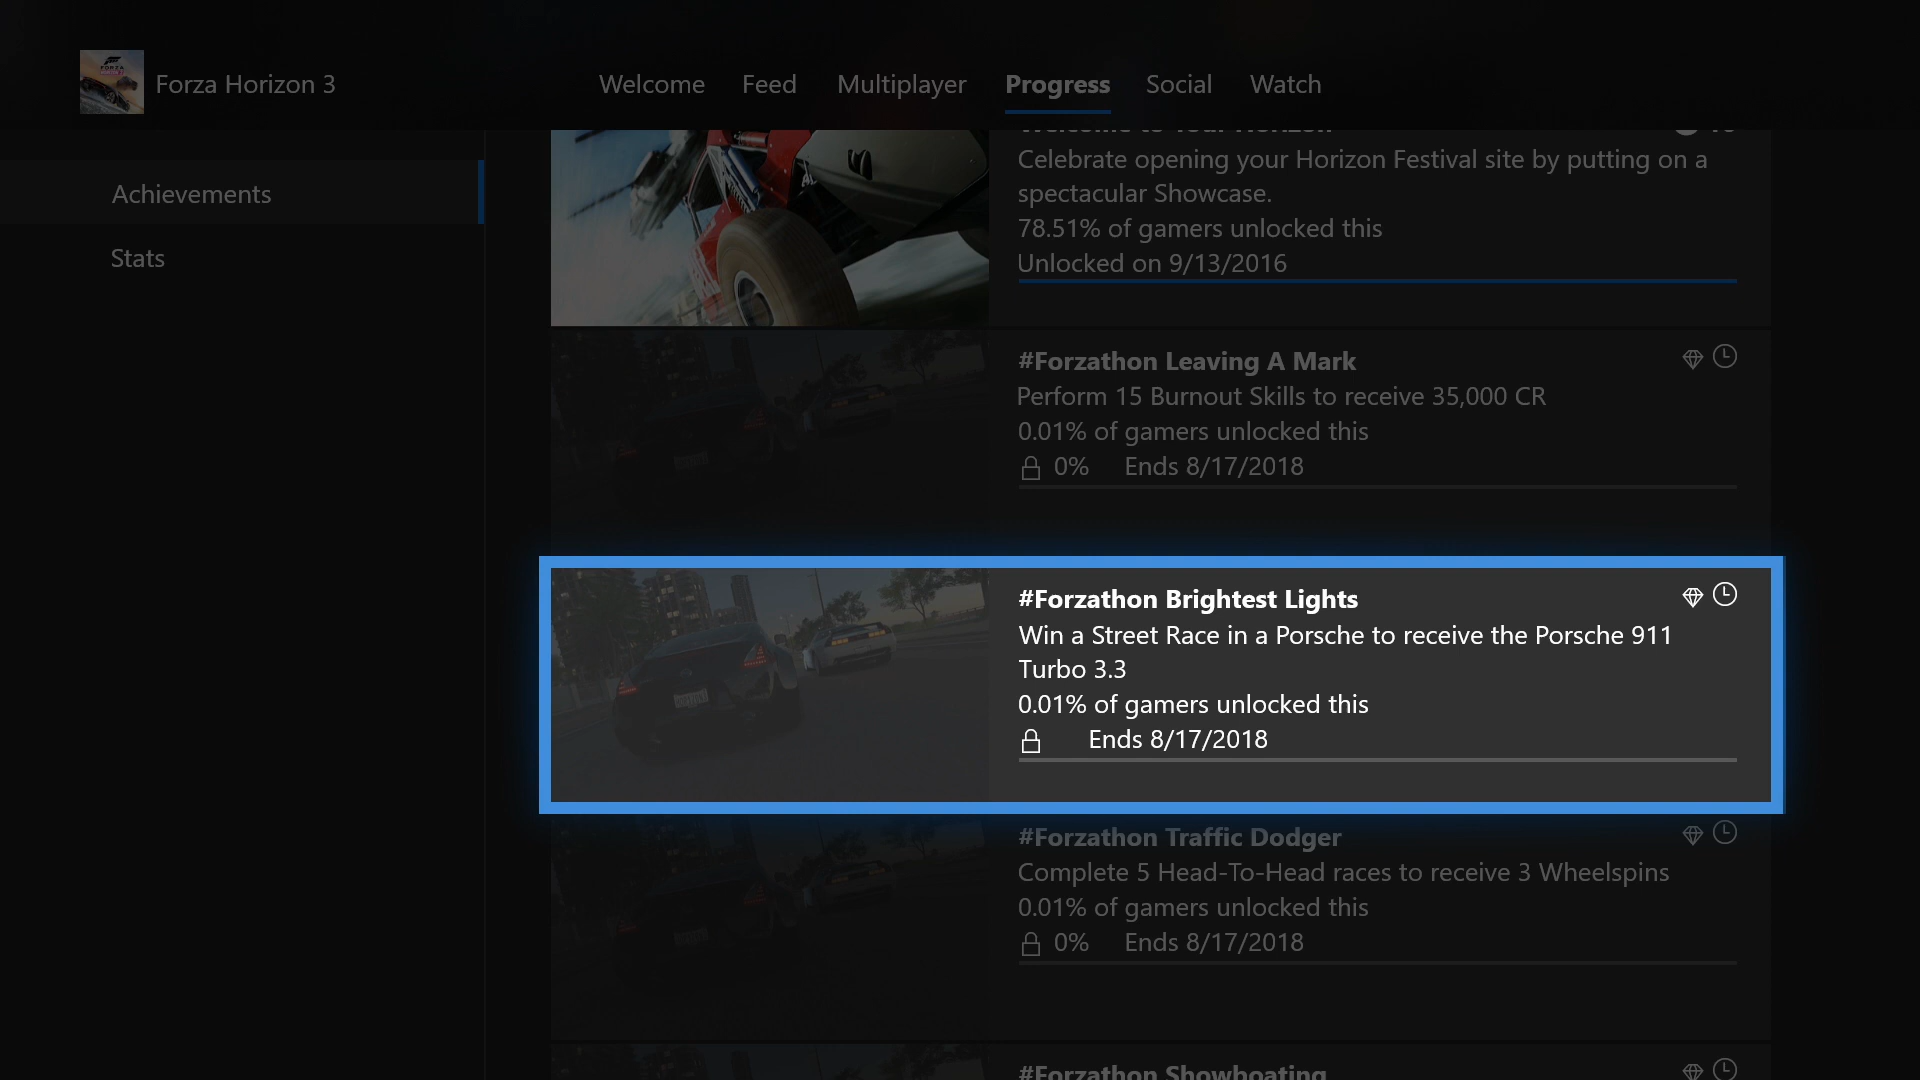 Forza Horizon 3
Welcome Feed Multiplayer Progress Social Watch
Achievements
Stats
Welcome to Your Horizon
Celebrate opening your Horizon Festival site by putting on a
spectacular Showcase.
78.51% of gamers unlocked this
Unlocked on 9/13/2016
#Forzathon Leaving A Mark
Perform 15 Burnout Skills to receive 35,000 CR
0.01% of gamers unlocked this
0% Ends 8/17/2018
#Forzathon Brightest Lights
Win a Street Race in a Porsche to receive the Porsche 911
Turbo 3.3
0.01% of gamers unlocked this
Ends 8/17/2018
#Forzathon Traffic Dodger
Complete 5 Head-To-Head races to receive 3 Wheelspins
0.01% of gamers unlocked this
0% Ends 8/17/2018
#Forzathon Showboating